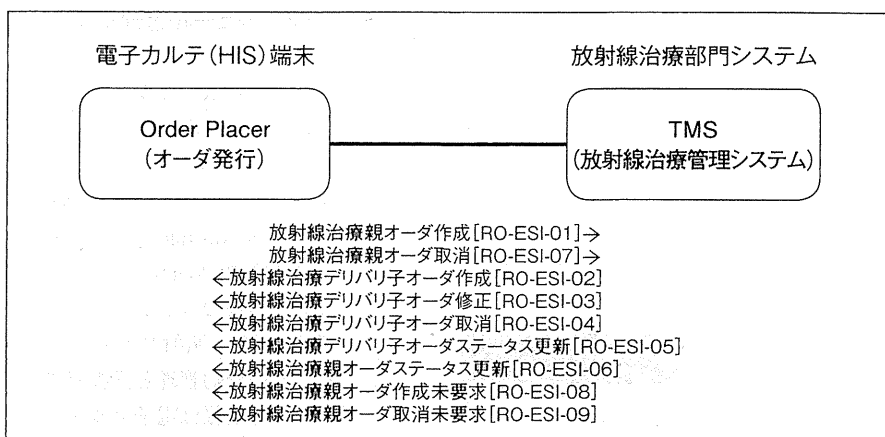 電子カルテ(HIS)端末
放射線治療部門システム
Order Placer
(オーダ発行)
TMS
(放射線治療管理システム)
放射線治療親オーダ作成[RO-ESI-01]→
放射線治療親オーダ取消[RO-ESI-07]→
←放射線治療デリバリ子オーダ作成[RO-ESI-02]
←放射線治療デリバリ子オーダ修正[RO-ESI-03]
←放射線治療デリバリ子オーダ取消[RO-ESI-04]
←放射線治療デリバリ子オーダステータス更新[RO-ESI-05]
←放射線治療親オーダステータス更新[RO-ESI-06]
←放射線治療親オーダ作成未要求[RO-ESI-08]
←放射線治療親オーダ取消未要求[RO-ESI-09]